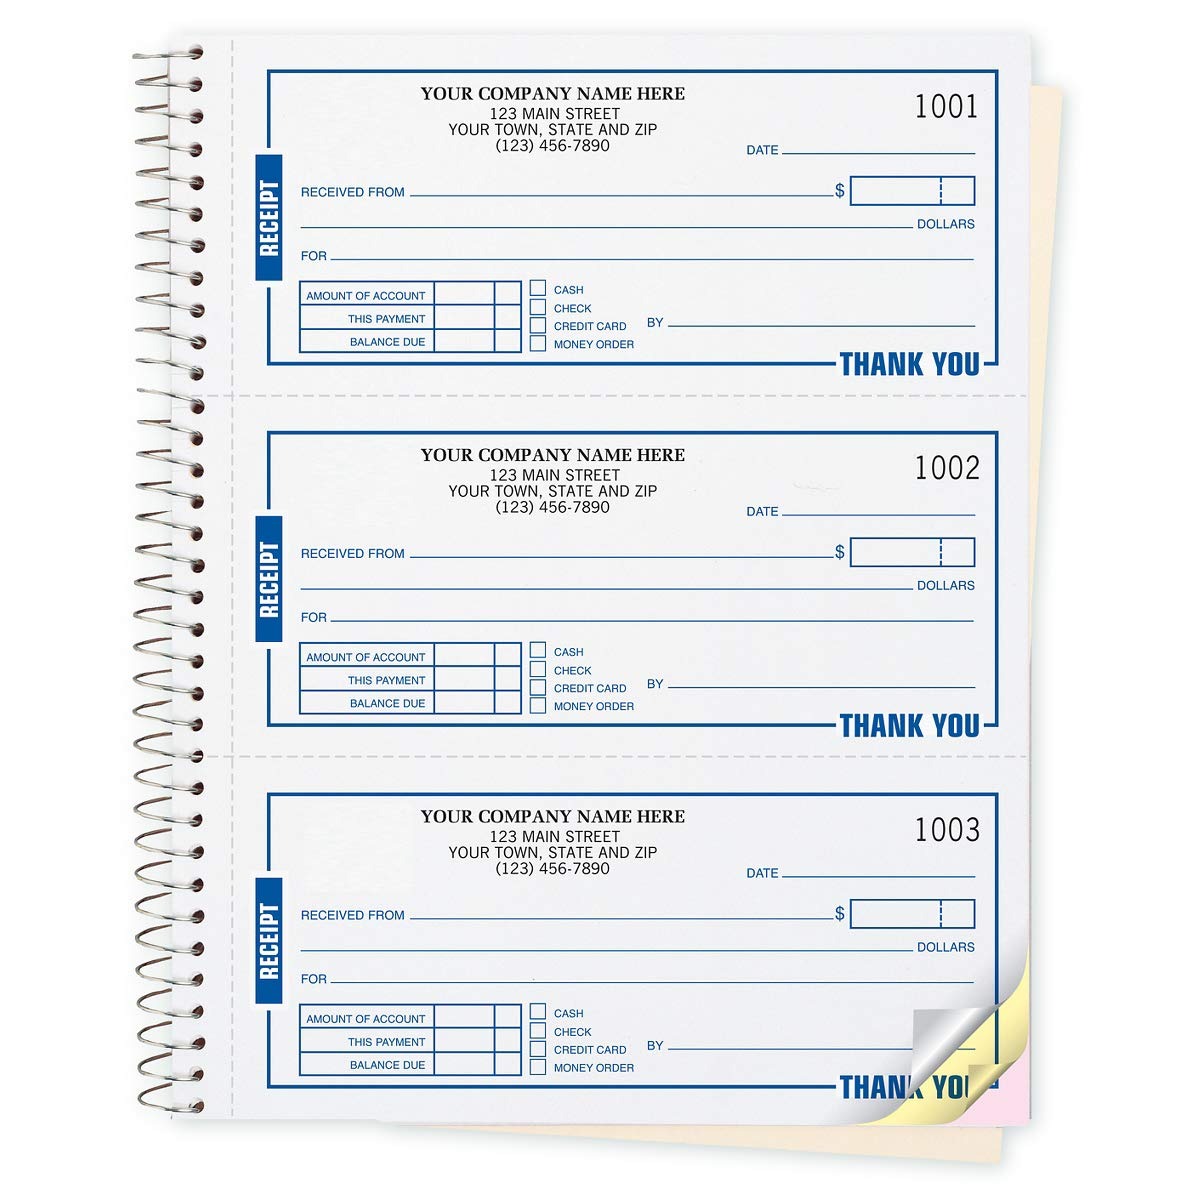 YOUR COMPANY NAME HERE
123 MAIN STREET
YOUR TOWN, STATE AND ZIP
(123) 456-7890
1001
DATE
RECEIPT
RECEIVED FROM $
DOLLARS
FOR
AMOUNT OF ACCOUNT
THIS PAYMENT
BALANCE DUE
CASH
CHECK
CREDIT CARD
MONEY ORDER
BY
THANK YOU
YOUR COMPANY NAME HERE
123 MAIN STREET
YOUR TOWN, STATE AND ZIP
(123) 456-7890
1002
DATE
RECEIPT
RECEIVED FROM $
DOLLARS
FOR
AMOUNT OF ACCOUNT
THIS PAYMENT
BALANCE DUE
CASH
CHECK
CREDIT CARD
MONEY ORDER
BY
THANK YOU
YOUR COMPANY NAME HERE
123 MAIN STREET
YOUR TOWN, STATE AND ZIP
(123) 456-7890
1003
DATE
RECEIPT
RECEIVED FROM $
DOLLARS
FOR
AMOUNT OF ACCOUNT
THIS PAYMENT
BALANCE DUE
CASH
CHECK
CREDIT CARD
MONEY ORDER
BY
THANK YOU